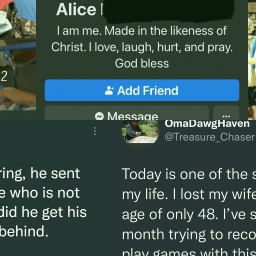 Alice
I am me. Made in the likeness of
Christ. I love, laugh, hurt, and pray.
God bless
Add Friend
Message
...
2
OmaDawgHaven
@Treasure_Chaser
ring, he sent
e who is not
did he get his
behind.
Today is one of the s
my life. I lost my wife
age of only 48. I've s
month trying to reco
play games with this